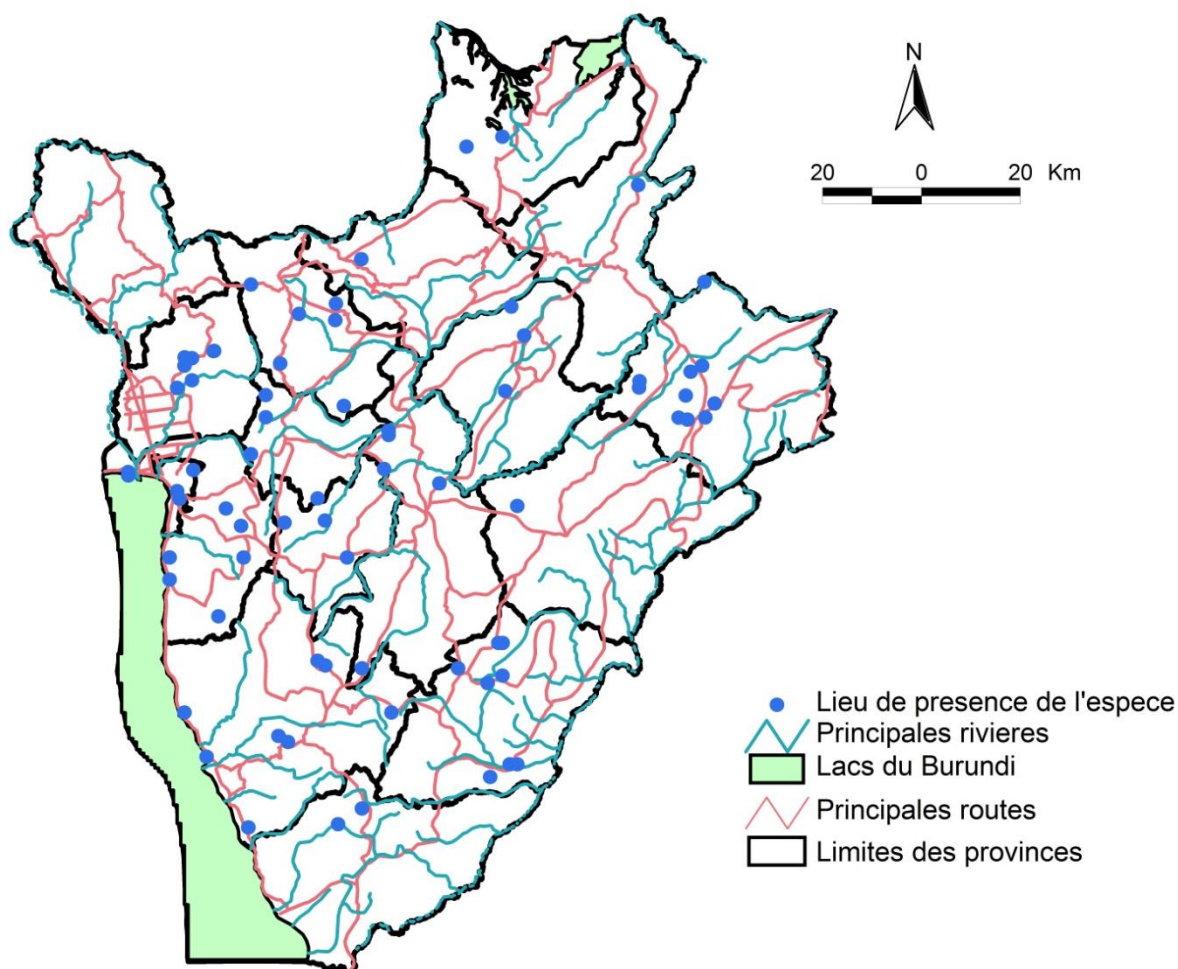 N
20 0 20 Km
Lieu de presence de l'espece
Principales rivieres
Lacs du Burundi
Principales routes
Limites des provinces